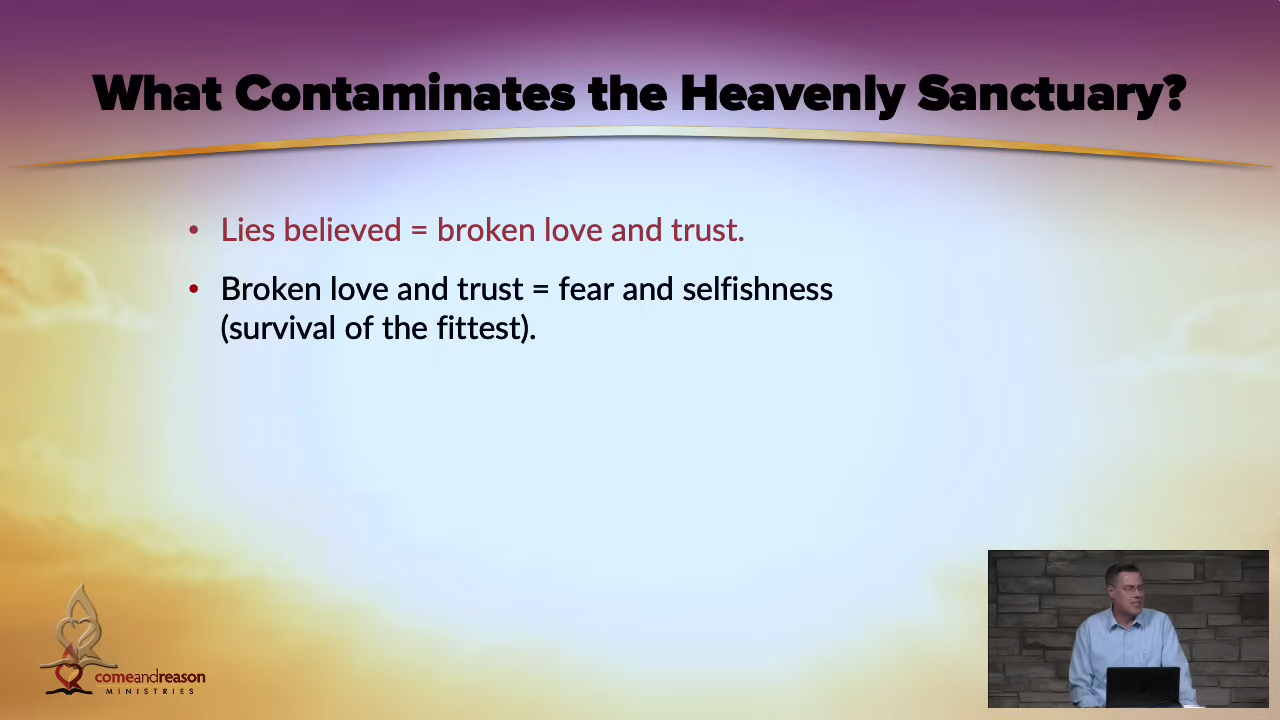 What Contaminates the Heavenly Sanctuary?
• Lies believed = broken love and trust.
• Broken love and trust = fear and selfishness
(survival of the fittest).
comeandreason
MINISTRIES